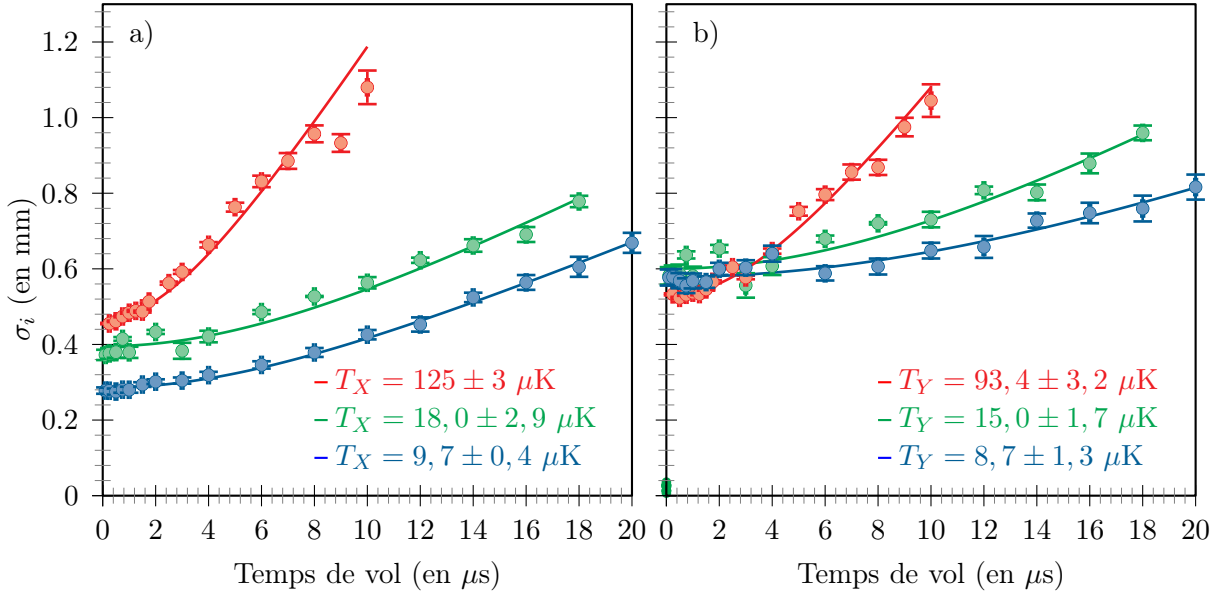 a)
b)
σi (en mm)
1.2
1.0
0.8
0.6
0.4
0.2
0
T_X = 125 ± 3 μK
T_X = 18, 0 ± 2, 9 μK
T_X = 9, 7 ± 0, 4 μK
T_Y = 93, 4 ± 3, 2 μK
T_Y = 15, 0 ± 1, 7 μK
T_Y = 8, 7 ± 1, 3 μK
0 2 4 6 8 10 12 14 16 18 20
0 2 4 6 8 10 12 14 16 18 20
Temps de vol (en μs)
Temps de vol (en μs)